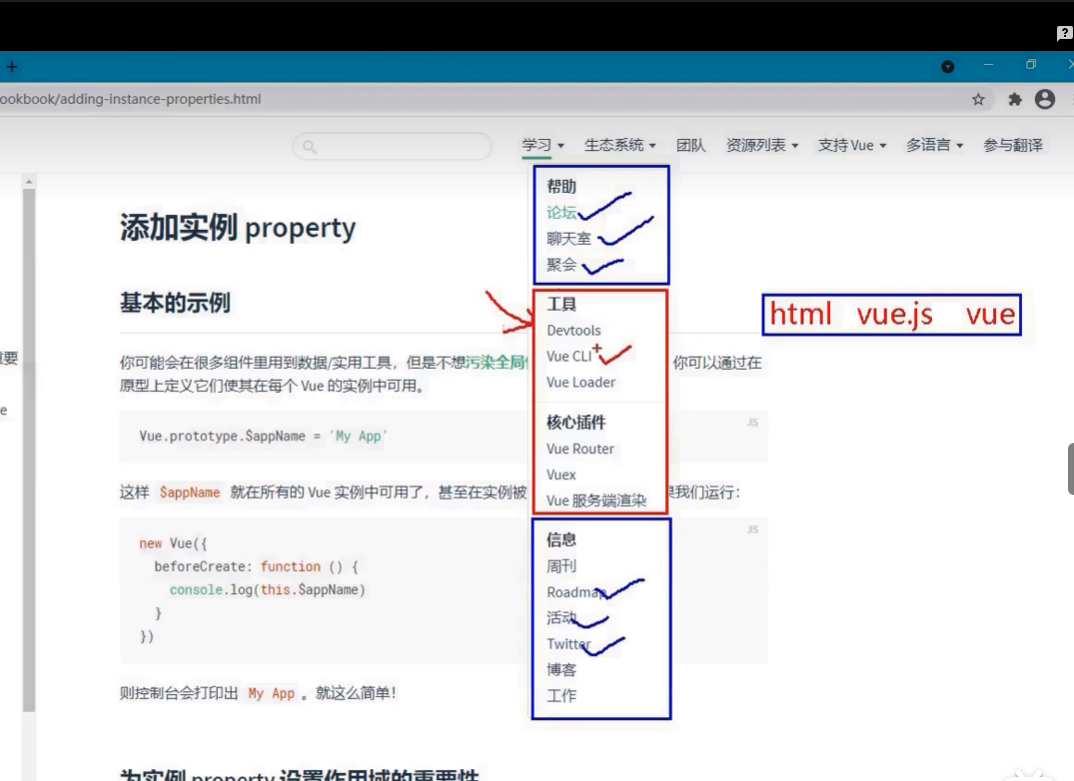 ookbook/adding-instance-properties.html
学习 生态系统 团队 资源列表 支持 Vue 多语言 参与翻译
帮助
论坛
聊天室
聚会
工具
Devtools
Vue CLI
Vue Loader
核心插件
Vue Router
Vuex
Vue 服务端渲染
信息
周刊
Roadmap
活动
Twitter
博客
工作
html vue.js vue
重要
e
添加实例 property
基本的示例
你可能会在很多组件里用到数据/实用工具，但是不想污染全局 你可以通过在
原型上定义它们使其在每个 Vue 的实例中可用。
JS
Vue.prototype.$appName = 'My App'
这样 $appName 就在所有的 Vue 实例中可用了，甚至在实例被 我们运行：
JS
new Vue({
beforeCreate: function () {
console.log(this.$appName)
}
})
则控制台会打印出 My App 。就这么简单！
为实例 property 设置作用域的重要性